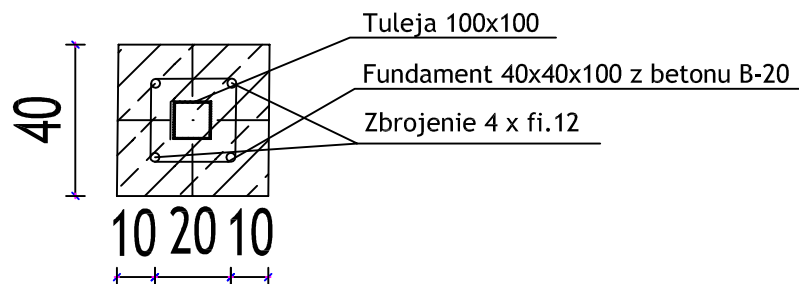 Tuleja 100x100
Fundament 40x40x100 z betonu B-20
Zbrojenie 4 x fi.12
40
10 20 10